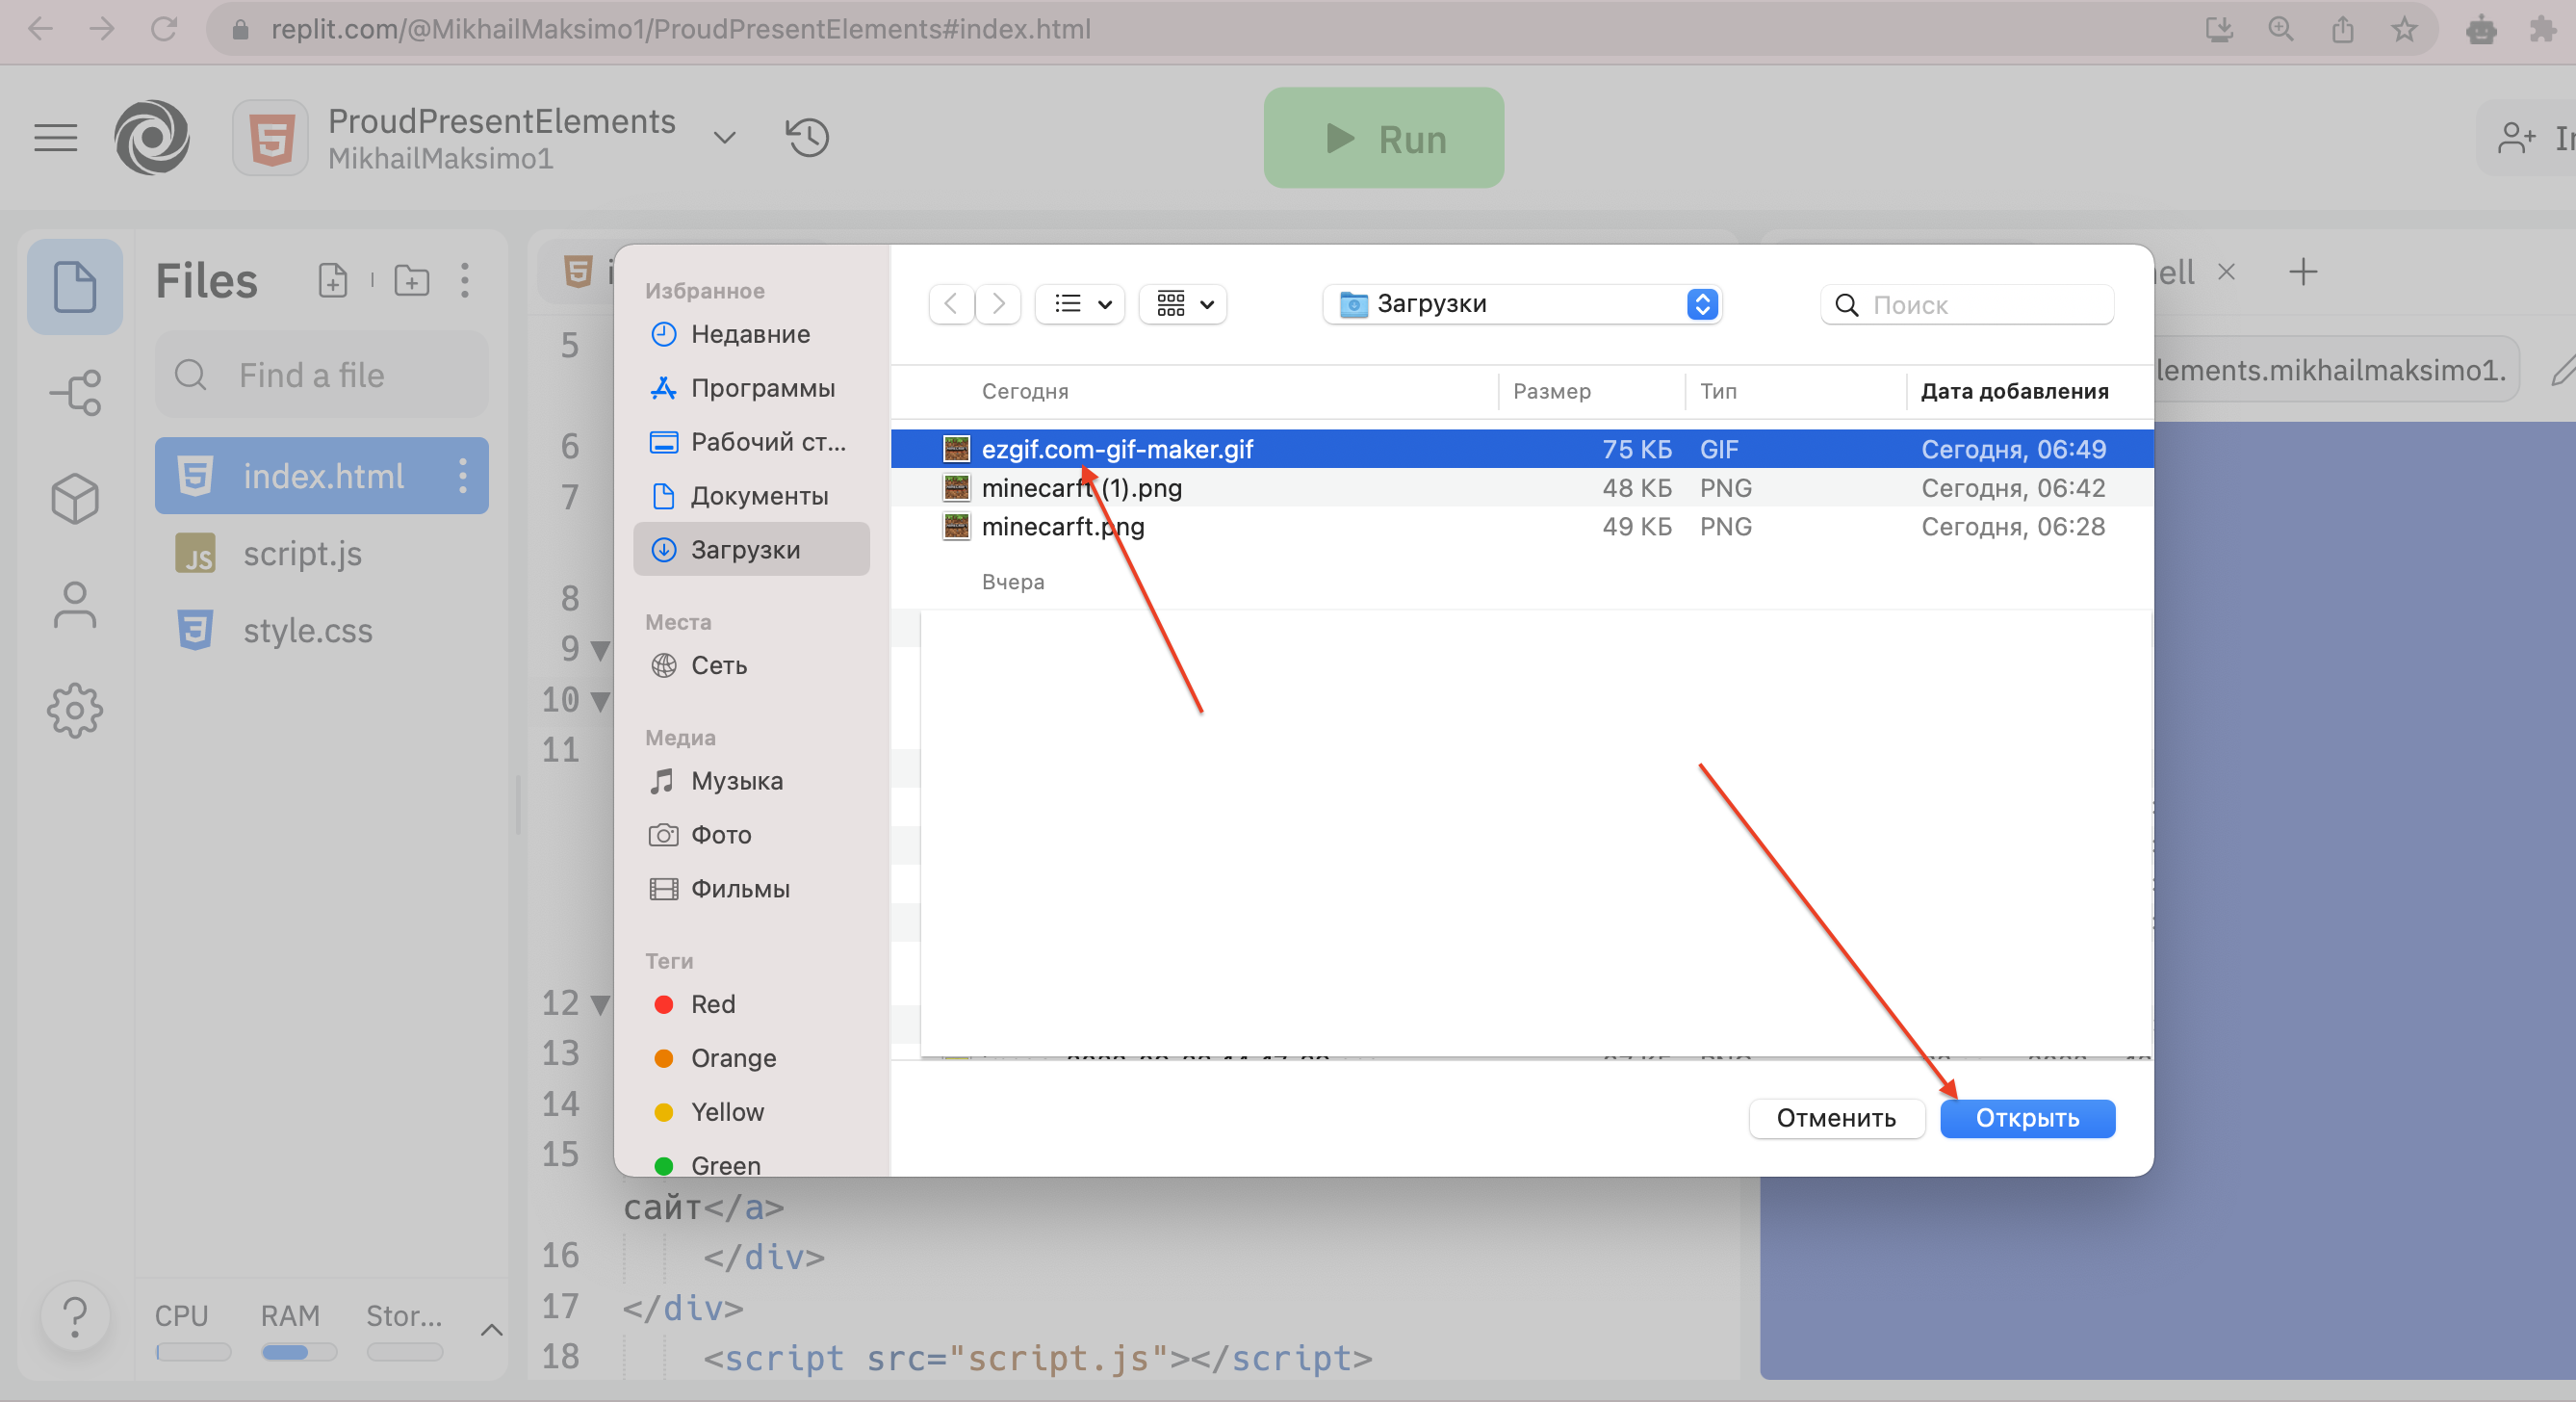 replit.com/@MikhailMaksimo1/ProudPresentElements#index.html
ProudPresentElements
MikhailMaksimo1
Run
Files
Find a file
index.html
JS script.js
style.css
CPU RAM Stor...
5
6
7
8
9
10
11
12
13
14
15
сайт</a>
16 </div>
17 </div>
18 <script src="script.js"></script>
Избранное
Недавние
Программы
Рабочий ст...
Документы
Загрузки
Места
Сеть
Медиа
Музыка
Фото
Фильмы
Теги
Red
Orange
Yellow
Green
Загрузки
Поиск
Сегодня Размер Тип Дата добавления
ezgif.com-gif-maker.gif 75 КБ GIF Сегодня, 06:49
minecarft (1).png 48 КБ PNG Сегодня, 06:42
minecarft.png 49 КБ PNG Сегодня, 06:28
Вчера
Отменить Открыть
ell
lements.mikhailmaksimo1.